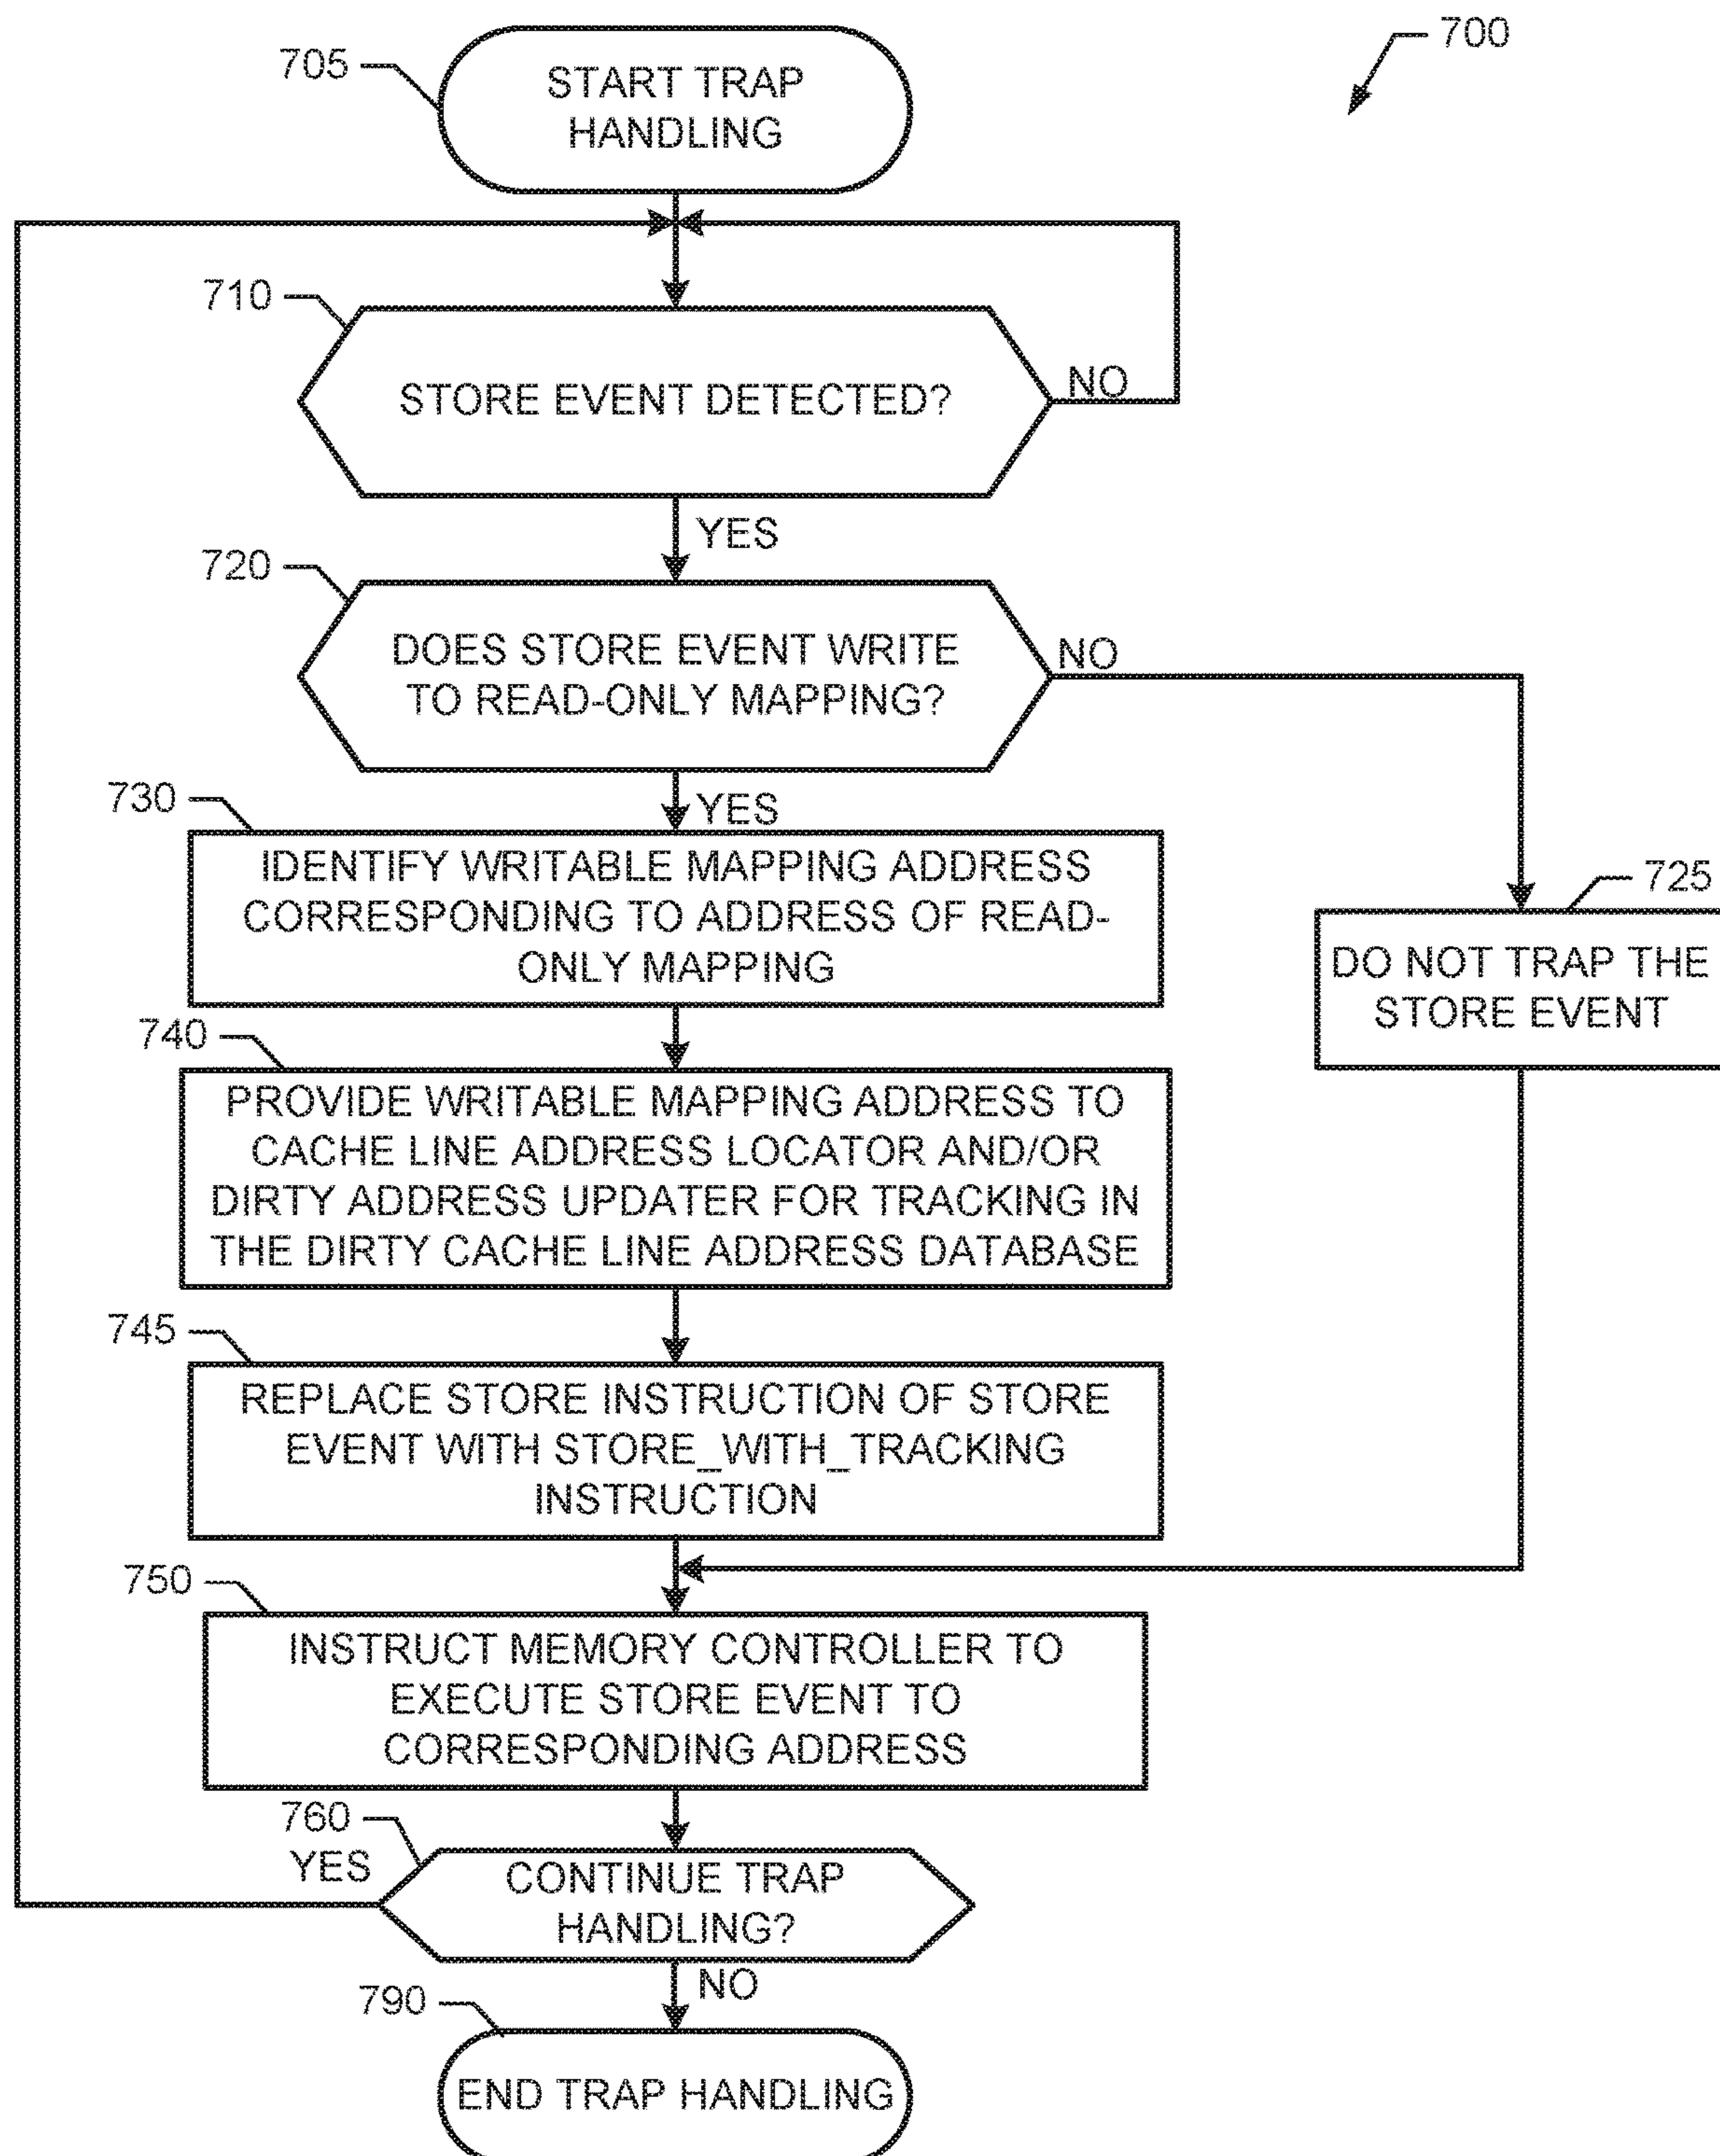 700
705
START TRAP
HANDLING
710
STORE EVENT DETECTED?
NO
YES
720
DOES STORE EVENT WRITE
TO READ-ONLY MAPPING?
NO
YES
730
IDENTIFY WRITABLE MAPPING ADDRESS
CORRESPONDING TO ADDRESS OF READ-
ONLY MAPPING
725
DO NOT TRAP THE
STORE EVENT
740
PROVIDE WRITABLE MAPPING ADDRESS TO
CACHE LINE ADDRESS LOCATOR AND/OR
DIRTY ADDRESS UPDATER FOR TRACKING IN
THE DIRTY CACHE LINE ADDRESS DATABASE
745
REPLACE STORE INSTRUCTION OF STORE
EVENT WITH STORE_WITH_TRACKING
INSTRUCTION
750
INSTRUCT MEMORY CONTROLLER TO
EXECUTE STORE EVENT TO
CORRESPONDING ADDRESS
760
YES
CONTINUE TRAP
HANDLING?
NO
790
END TRAP HANDLING